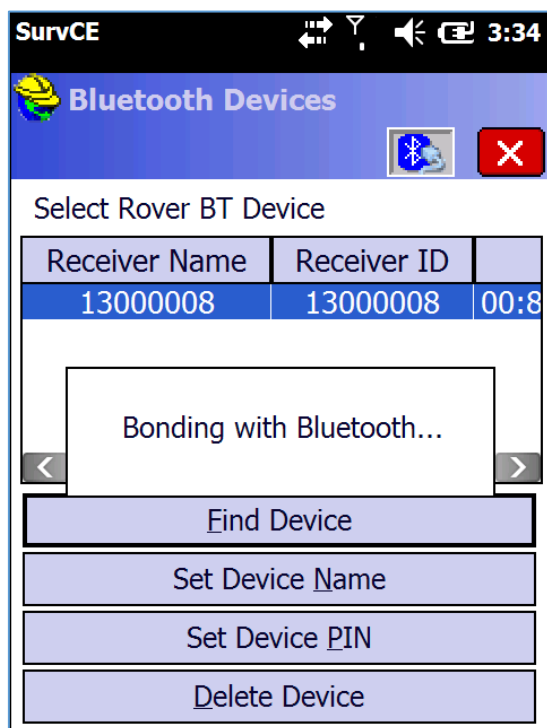 SurvCE 3:34
Bluetooth Devices
Select Rover BT Device
Receiver Name Receiver ID
13000008 13000008 00:8
Bonding with Bluetooth...
Find Device
Set Device Name
Set Device PIN
Delete Device